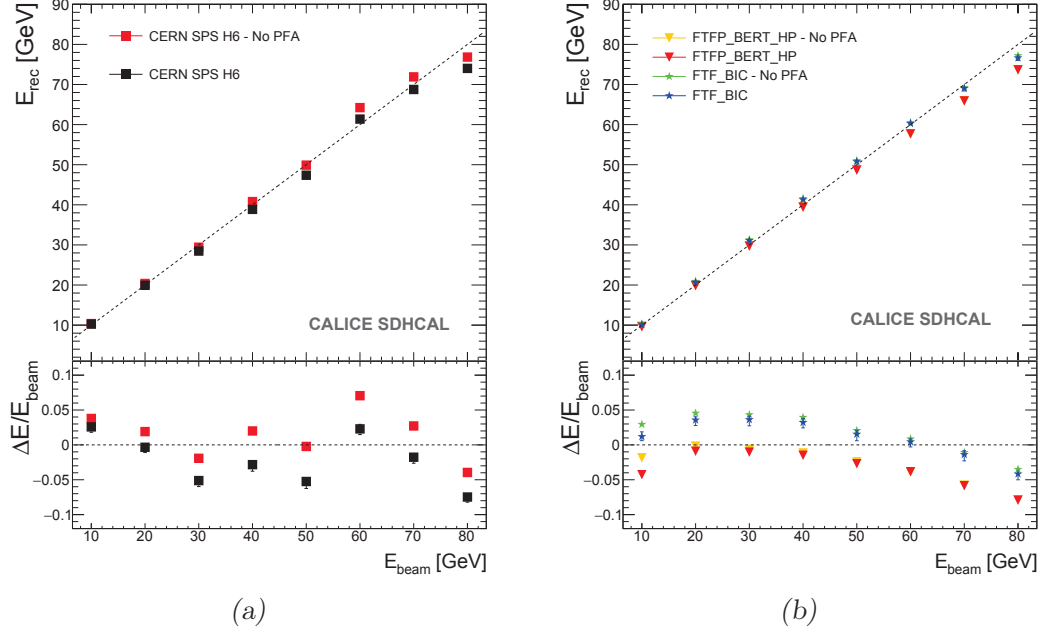 E_rec [GeV]
90
80
70
60
50
40
30
20
10
CERN SPS H6 - No PFA
CERN SPS H6
CALICE SDHCAL
ΔE/E_beam
0.1
0.05
0
−0.05
−0.1
10 20 30 40 50 60 70 80
E_beam [GeV]
(a)
E_rec [GeV]
90
80
70
60
50
40
30
20
10
FTFP_BERT_HP - No PFA
FTFP_BERT_HP
FTF_BIC - No PFA
FTF_BIC
CALICE SDHCAL
ΔE/E_beam
0.1
0.05
0
−0.05
−0.1
10 20 30 40 50 60 70 80
E_beam [GeV]
(b)